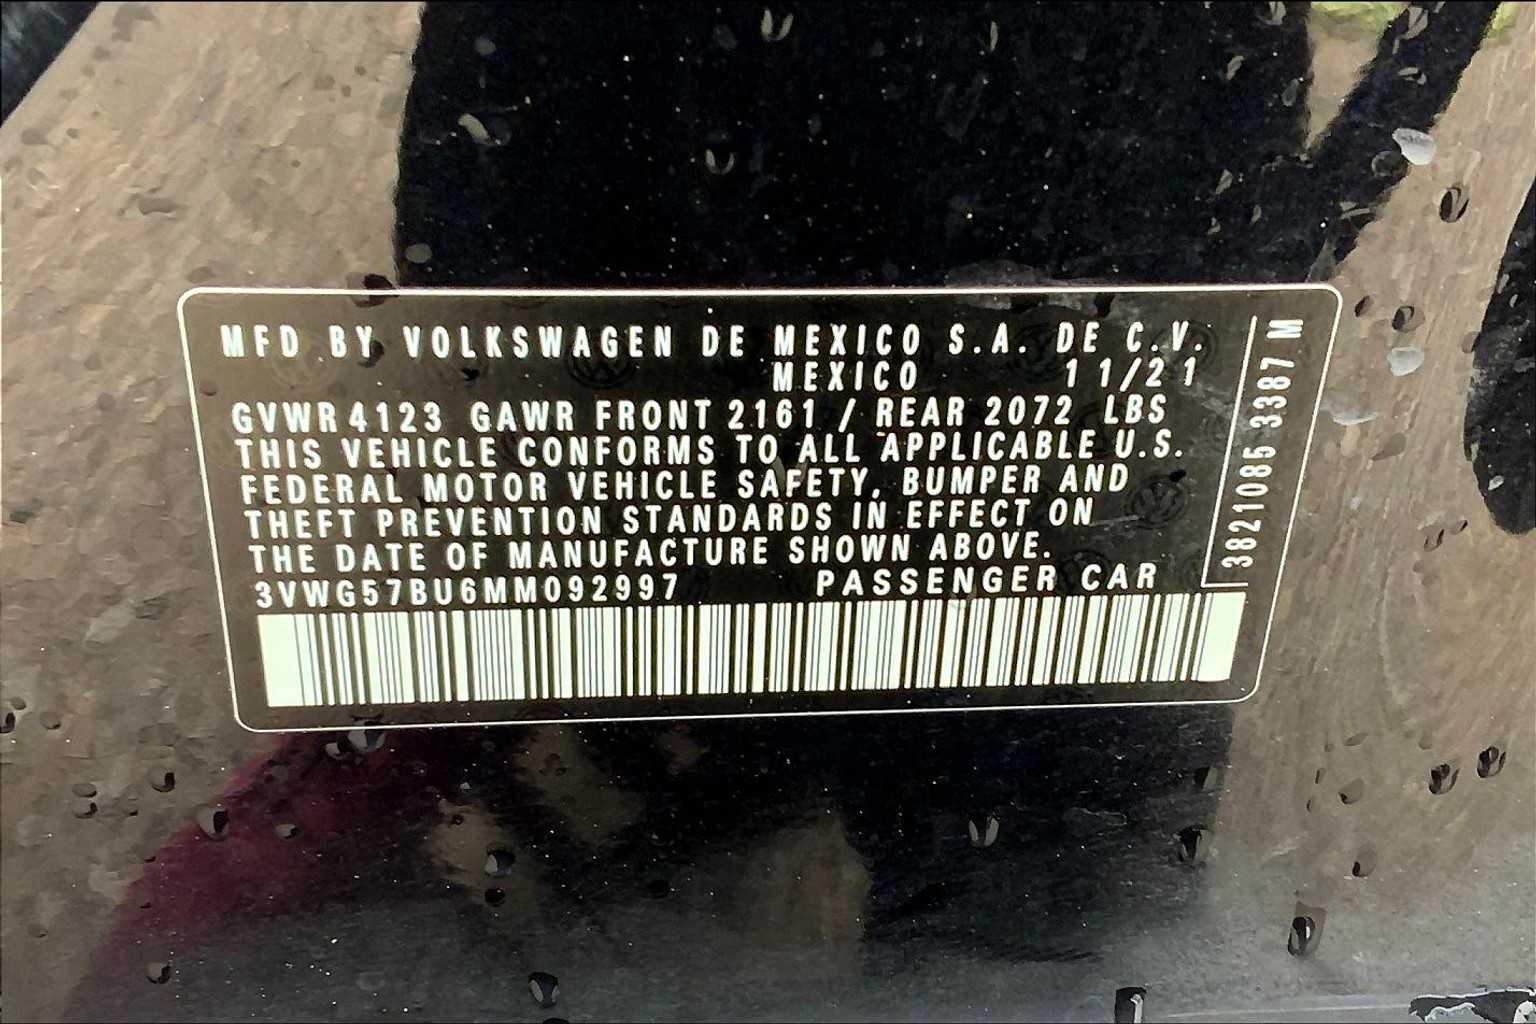 MFD BY VOLKSWAGEN DE MEXICO S.A. DE C.V.
MEXICO 11/21
GVWR 4123 GAWR FRONT 2161 / REAR 2072 LBS
THIS VEHICLE CONFORMS TO ALL APPLICABLE U.S.
FEDERAL MOTOR VEHICLE SAFETY, BUMPER AND
THEFT PREVENTION STANDARDS IN EFFECT ON
THE DATE OF MANUFACTURE SHOWN ABOVE.
3VWG57BU6MM092997 PASSENGER CAR
3821085 3387 M